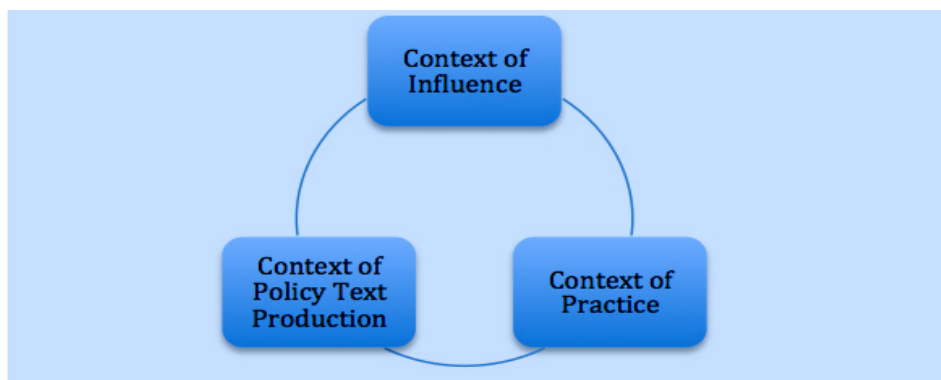 Context of
Influence
Context of
Policy Text
Production
Context of
Practice